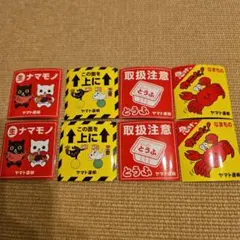 生 ナマモノ
ヤマト運輸
この面を
上に
ヤマト運輸
取扱注意
とうふ
とうふ
ヤマト運輸
なまもの
ヤマト運輸
生 ナマモノ
ヤマト運輸
この面を
上に
ヤマト運輸
取扱注意
とうふ
とうふ
ヤマト運輸
なまもの
ヤマト運輸